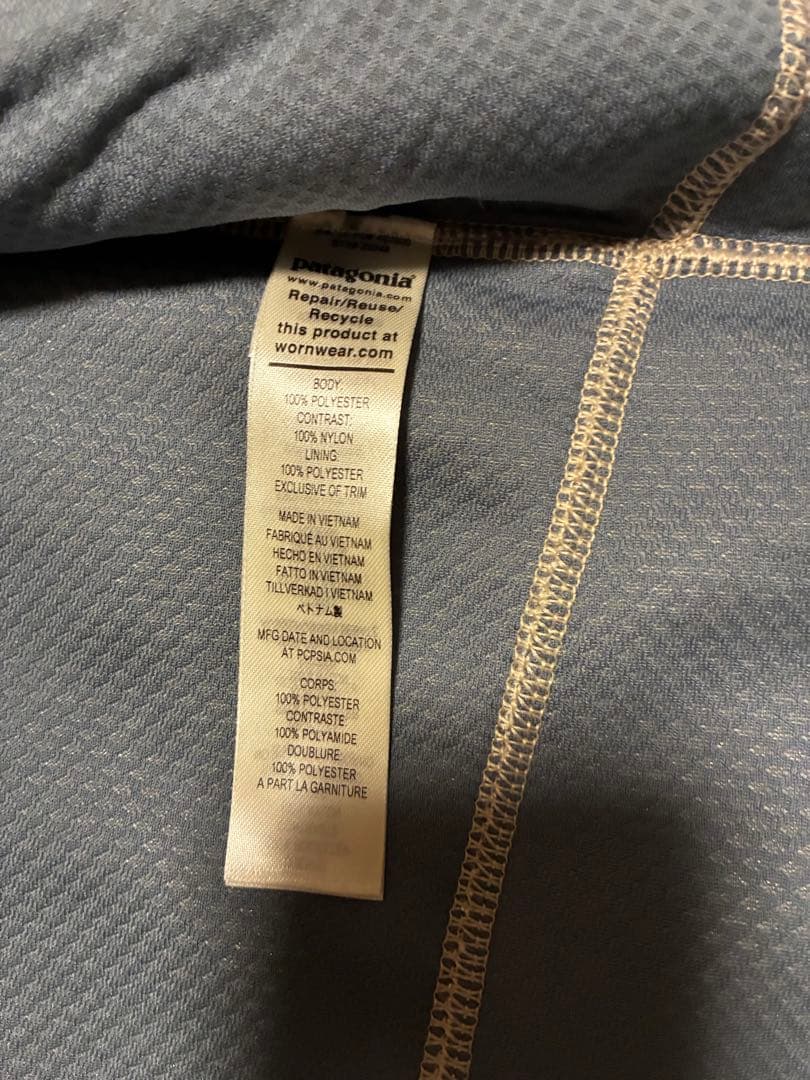 patagonia®
www.patagonia.com
Repair/Reuse/
Recycle
this product at
wornwear.com
BODY:
100% POLYESTER
CONTRAST:
100% NYLON
LINING:
100% POLYESTER
EXCLUSIVE OF TRIM
MADE IN VIETNAM
FABRIQUÉ AU VIETNAM
HECHO EN VIETNAM
FATTO IN VIETNAM
TILLVERKAD I VIETNAM
ベトナム製
MFG DATE AND LOCATION
AT PCPSIA.COM
CORPS:
100% POLYESTER
CONTRASTE:
100% POLYAMIDE
DOUBLURE:
100% POLYESTER
A PART LA GARNITURE